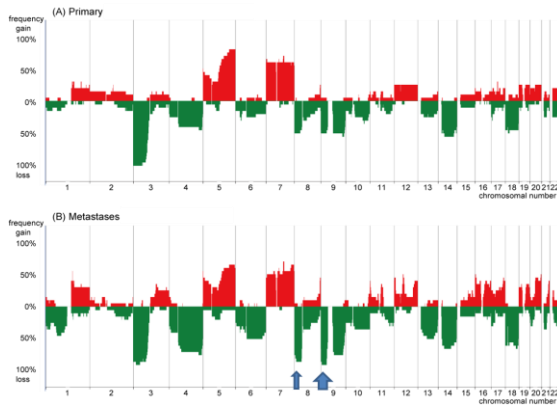 (A) Primary
frequency
gain
100%
50%
0%
50%
100%
loss
1 2 3 4 5 6 7 8 9 10 11 12 13 14 15 16 17 18 19 20 21 22
chromosomal number
(B) Metastases
frequency
gain
100%
50%
0%
50%
100%
loss
1 2 3 4 5 6 7 8 9 10 11 12 13 14 15 16 17 18 19 20 21 22
chromosomal number